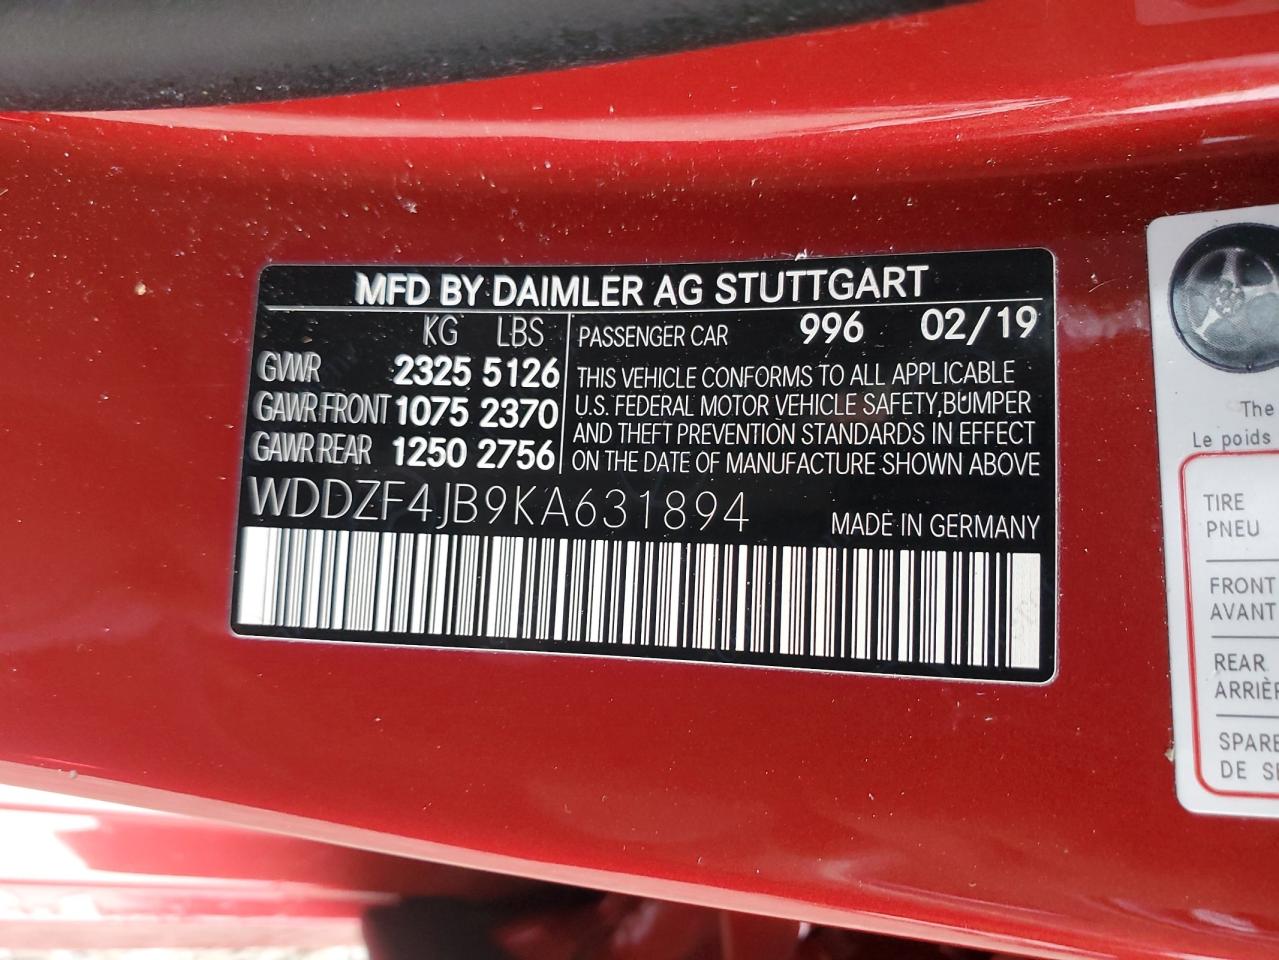 MFD BY DAIMLER AG STUTTGART
KG LBS
GVWR 2325 5126
GAWR FRONT 1075 2370
GAWR REAR 1250 2756
PASSENGER CAR 996 02/19
THIS VEHICLE CONFORMS TO ALL APPLICABLE
U.S. FEDERAL MOTOR VEHICLE SAFETY, BUMPER
AND THEFT PREVENTION STANDARDS IN EFFECT
ON THE DATE OF MANUFACTURE SHOWN ABOVE
WDDZF4JB9KA631894 MADE IN GERMANY
The
Le poids
TIRE
PNEU
FRONT
AVANT
REAR
ARRIÈR
SPARE
DE